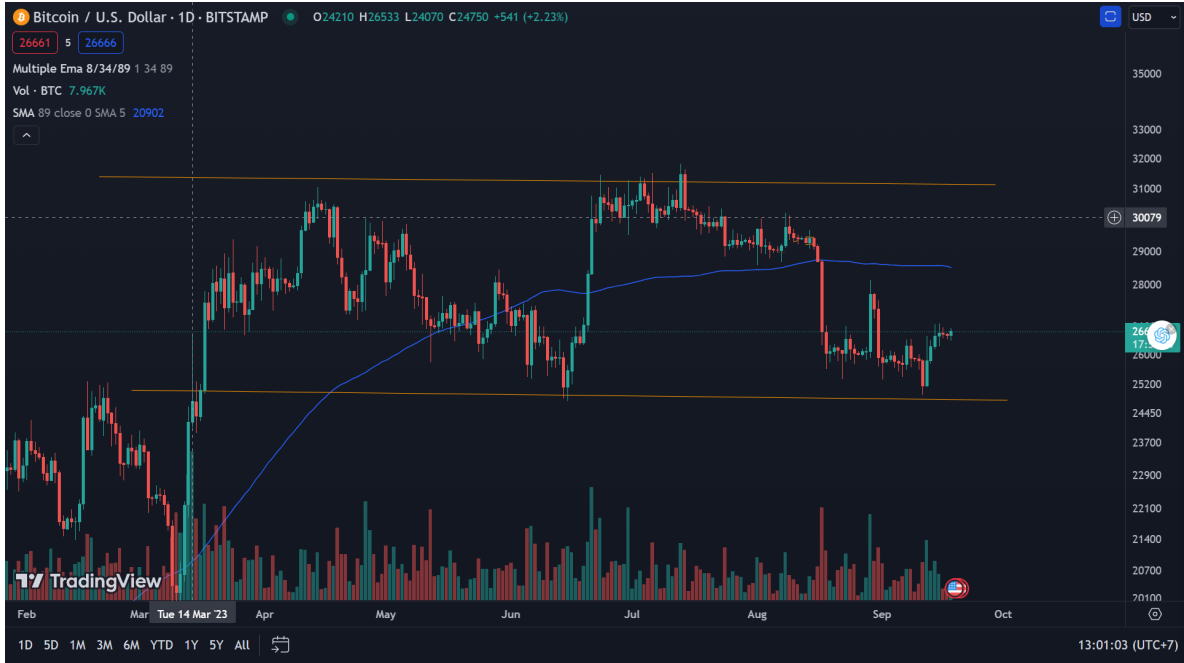 Bitcoin / U.S. Dollar · 1D · BITSTAMP O24210 H26533 L24070 C24750 +541 (+2.23%)
USD
26661 5 26666
Multiple Ema 8/34/89 1 34 89
Vol · BTC 7.967K
SMA 89 close 0 SMA 5 20902
35000
33000
32000
31000
30079
29000
28000
26000
25200
24450
23700
22900
22100
21400
20700
20100
TradingView
Feb Mar Tue 14 Mar '23 Apr May Jun Jul Aug Sep Oct
1D 5D 1M 3M 6M YTD 1Y 5Y All
13:01:03 (UTC+7)